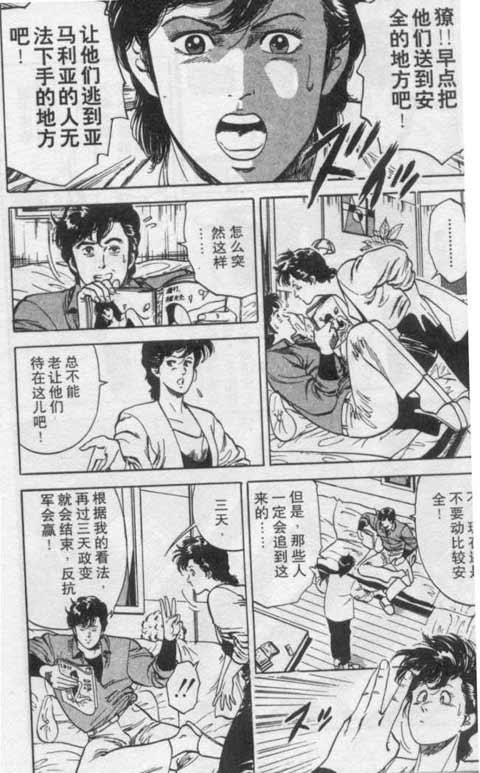 獠!!早点把
他们送到安
全的地方吧!
让他们逃到亚
马利亚的人无
法下手的地方
吧!
………
怎么突
然这样
总不能
老让他们
待在这儿吧!
不要动比较安
全!
但是,那些人
一定会追到这
来的……
三天,
根据我的看法,
再过三天政变
就会结束,反抗
军会赢!
!!